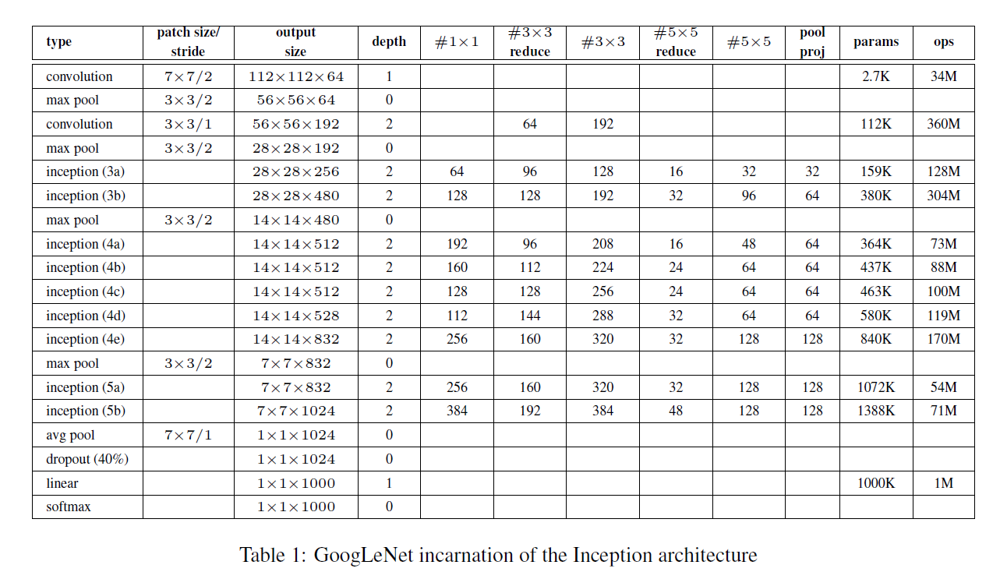 type patch size/ stride output size depth #1×1 #3×3 reduce #3×3 #5×5 reduce #5×5 pool proj params ops
convolution 7×7/2 112×112×64 1 2.7K 34M
max pool 3×3/2 56×56×64 0
convolution 3×3/1 56×56×192 2 64 192 112K 360M
max pool 3×3/2 28×28×192 0
inception (3a) 28×28×256 2 64 96 128 16 32 32 159K 128M
inception (3b) 28×28×480 2 128 128 192 32 96 64 380K 304M
max pool 3×3/2 14×14×480 0
inception (4a) 14×14×512 2 192 96 208 16 48 64 364K 73M
inception (4b) 14×14×512 2 160 112 224 24 64 64 437K 88M
inception (4c) 14×14×512 2 128 128 256 24 64 64 463K 100M
inception (4d) 14×14×528 2 112 144 288 32 64 64 580K 119M
inception (4e) 14×14×832 2 256 160 320 32 128 128 840K 170M
max pool 3×3/2 7×7×832 0
inception (5a) 7×7×832 2 256 160 320 32 128 128 1072K 54M
inception (5b) 7×7×1024 2 384 192 384 48 128 128 1388K 71M
avg pool 7×7/1 1×1×1024 0
dropout (40%) 1×1×1024 0
linear 1×1×1000 1 1000K 1M
softmax 1×1×1000 0
Table 1: GoogLeNet incarnation of the Inception architecture